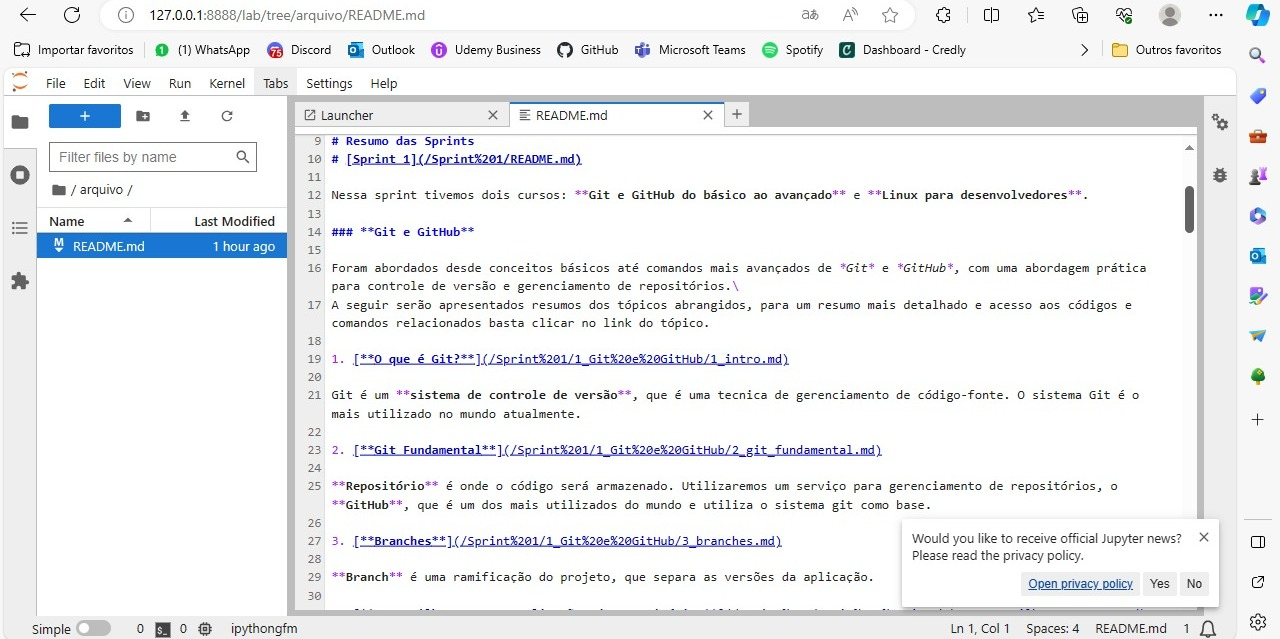 127.0.0.1:8888/lab/tree/arquivo/README.md
Importar favoritos (1) WhatsApp 75 Discord Outlook Udemy Business GitHub Microsoft Teams Spotify Dashboard - Credly Outros favoritos
File Edit View Run Kernel Tabs Settings Help
Launcher README.md
Filter files by name
/ arquivo /
Name Last Modified
README.md 1 hour ago
9 # Resumo das Sprints
10 # [Sprint 1](/Sprint%201/README.md)
11
12 Nessa sprint tivemos dois cursos: **Git e GitHub do básico ao avançado** e **Linux para desenvolvedores**.
13
14 ### **Git e GitHub**
15
16 Foram abordados desde conceitos básicos até comandos mais avançados de *Git* e *GitHub*, com uma abordagem prática
para controle de versão e gerenciamento de repositórios.\
17 A seguir serão apresentados resumos dos tópicos abrangidos, para um resumo mais detalhado e acesso aos códigos e
comandos relacionados basta clicar no link do tópico.
18
19 1. [**O que é Git?**](/Sprint%201/1_Git%20e%20GitHub/1_intro.md)
20
21 Git é um **sistema de controle de versão**, que é uma tecnica de gerenciamento de código-fonte. O sistema Git é o
mais utilizado no mundo atualmente.
22
23 2. [**Git Fundamental**](/Sprint%201/1_Git%20e%20GitHub/2_git_fundamental.md)
24
25 **Repositório** é onde o código será armazenado. Utilizaremos um serviço para gerenciamento de repositórios, o
**GitHub**, que é um dos mais utilizados do mundo e utiliza o sistema git como base.
26
27 3. [**Branches**](/Sprint%201/1_Git%20e%20GitHub/3_branches.md)
28
29 **Branch** é uma ramificação do projeto, que separa as versões da aplicação.
30
Would you like to receive official Jupyter news?
Please read the privacy policy.
Open privacy policy Yes No
Simple 0 0 ipythongfm Ln 1, Col 1 Spaces: 4 README.md 1